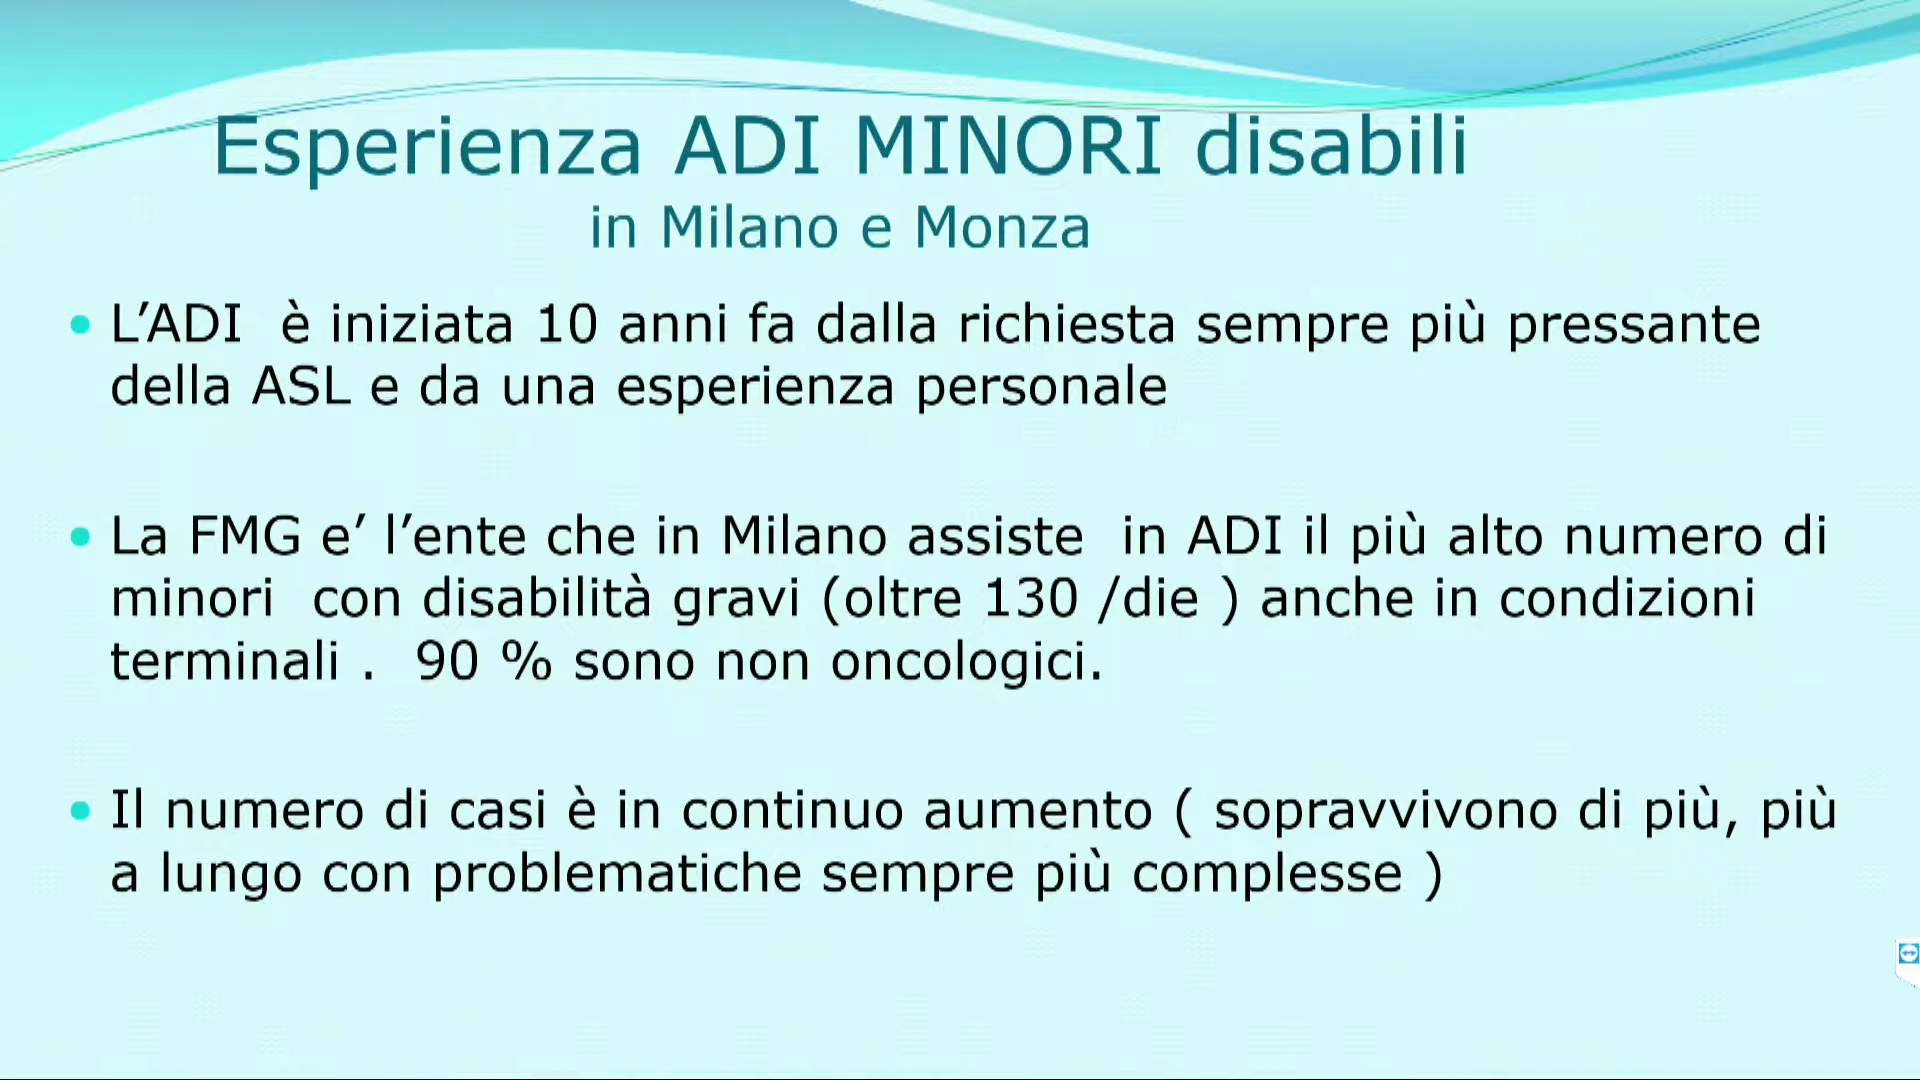 Esperienza ADI MINORI disabili
in Milano e Monza
• L’ADI  è iniziata 10 anni fa dalla richiesta sempre più pressante
della ASL e da una esperienza personale
• La FMG e’ l’ente che in Milano assiste  in ADI il più alto numero di
minori  con disabilità gravi (oltre 130 /die ) anche in condizioni
terminali .  90 % sono non oncologici.
• Il numero di casi è in continuo aumento ( sopravvivono di più, più
a lungo con problematiche sempre più complesse )